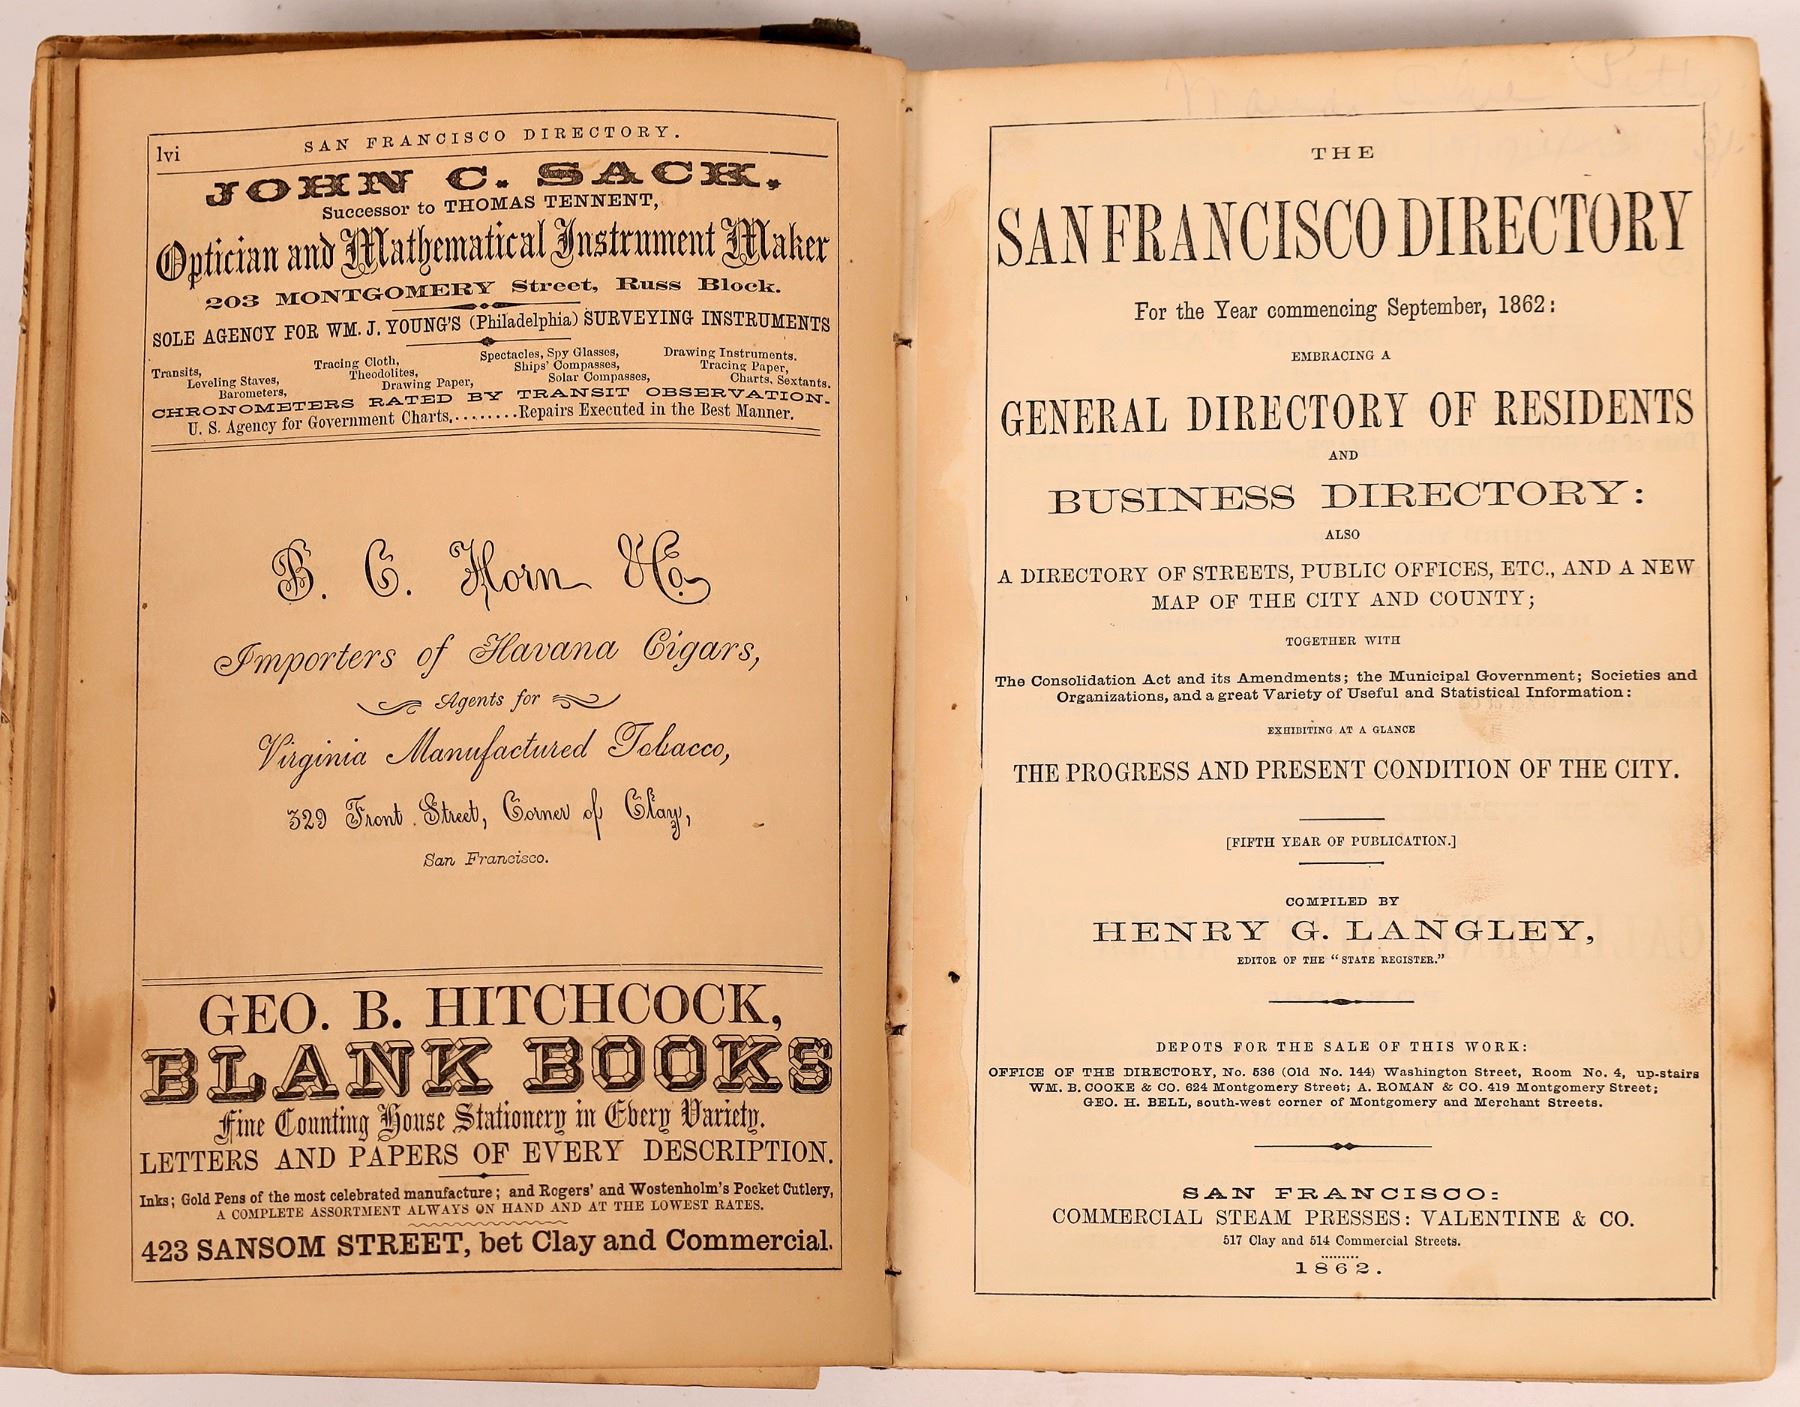 lvi SAN FRANCISCO DIRECTORY.
JOHN C. SACK,
Successor to THOMAS TENNENT,
Optician and Mathematical Instrument Maker
203 MONTGOMERY Street, Russ Block.
SOLE AGENCY FOR WM. J. YOUNG'S (Philadelphia) SURVEYING INSTRUMENTS
Transits, Tracing Cloth, Spectacles, Spy Glasses, Drawing Instruments.
Leveling Staves, Theodolites, Ships' Compasses, Tracing Paper,
Barometers, Drawing Paper, Solar Compasses, Charts, Sextants.
CHRONOMETERS RATED BY TRANSIT OBSERVATION.
U. S. Agency for Government Charts.........Repairs Executed in the Best Manner.
B. C. Horn & Co.
Importers of Havana Cigars,
Agents for
Virginia Manufactured Tobacco,
329 Front Street, Corner of Clay,
San Francisco.
GEO. B. HITCHCOCK,
BLANK BOOKS
Fine Counting House Stationery in Every Variety.
LETTERS AND PAPERS OF EVERY DESCRIPTION.
Inks; Gold Pens of the most celebrated manufacture; and Rogers' and Wostenholm's Pocket Cutlery,
A COMPLETE ASSORTMENT ALWAYS ON HAND AND AT THE LOWEST RATES.
423 SANSOM STREET, bet Clay and Commercial.
THE
SAN FRANCISCO DIRECTORY
For the Year commencing September, 1862:
EMBRACING A
GENERAL DIRECTORY OF RESIDENTS
AND
BUSINESS DIRECTORY:
ALSO
A DIRECTORY OF STREETS, PUBLIC OFFICES, ETC., AND A NEW
MAP OF THE CITY AND COUNTY;
TOGETHER WITH
The Consolidation Act and its Amendments; the Municipal Government; Societies and
Organizations, and a great Variety of Useful and Statistical Information:
EXHIBITING AT A GLANCE
THE PROGRESS AND PRESENT CONDITION OF THE CITY.
[FIFTH YEAR OF PUBLICATION.]
COMPILED BY
HENRY G. LANGLEY,
EDITOR OF THE "STATE REGISTER."
DEPOTS FOR THE SALE OF THIS WORK:
OFFICE OF THE DIRECTORY, No. 536 (Old No. 144) Washington Street, Room No. 4, up-stairs
WM. B. COOKE & CO. 624 Montgomery Street; A. ROMAN & CO. 419 Montgomery Street;
GEO. H. BELL, south-west corner of Montgomery and Merchant Streets.
SAN FRANCISCO:
COMMERCIAL STEAM PRESSES: VALENTINE & CO.
517 Clay and 514 Commercial Streets.
1862.